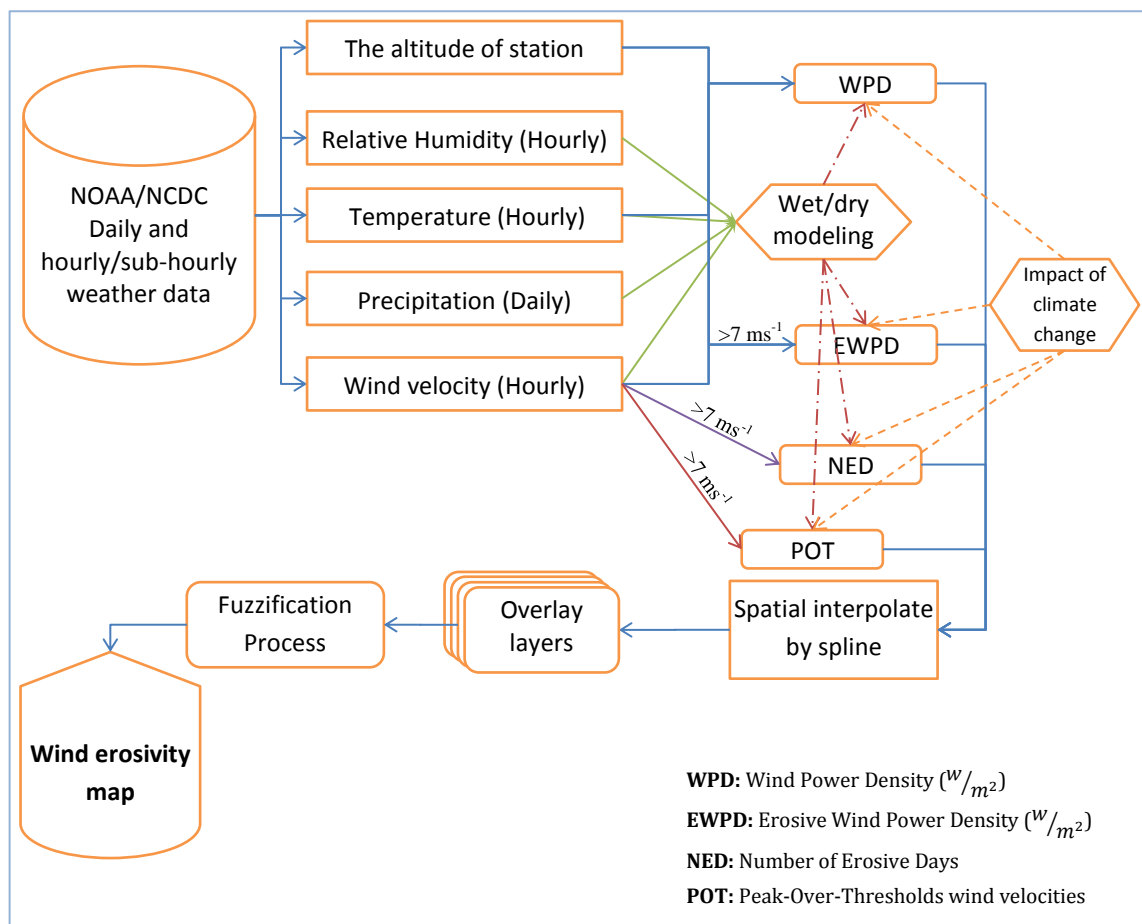 NOAA/NCDC
Daily and
hourly/sub-hourly
weather data
The altitude of station
Relative Humidity (Hourly)
Temperature (Hourly)
Precipitation (Daily)
Wind velocity (Hourly)
WPD
Wet/dry
modeling
Impact of
climate
change
>7 ms⁻¹
EWPD
>7 ms⁻¹
NED
>7 ms⁻¹
POT
Spatial interpolate
by spline
Overlay
layers
Fuzzification
Process
Wind erosivity
map
WPD: Wind Power Density (w/m²)
EWPD: Erosive Wind Power Density (w/m²)
NED: Number of Erosive Days
POT: Peak-Over-Thresholds wind velocities